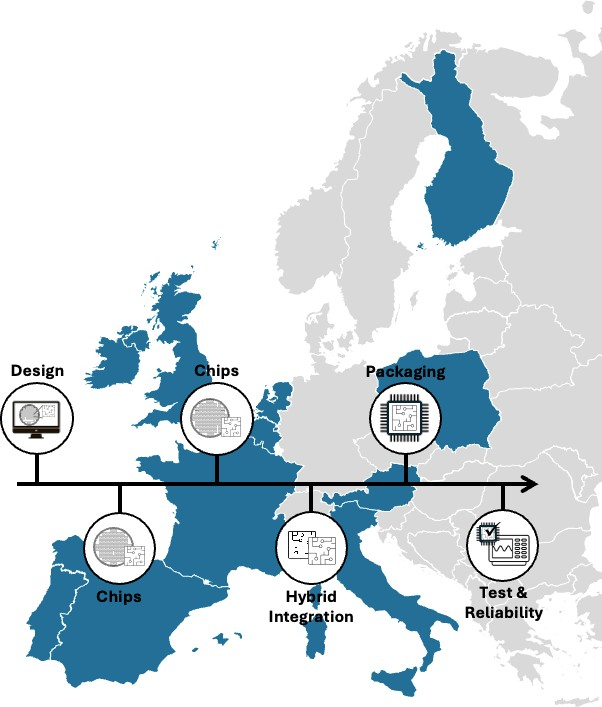 Design
Chips
Packaging
Chips
Hybrid
Integration
Test &
Reliability